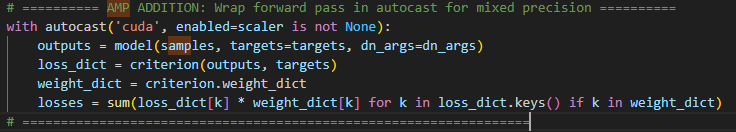 # ========== AMP ADDITION: Wrap forward pass in autocast for mixed precision ==========
with autocast('cuda', enabled=scaler is not None):
    outputs = model(samples, targets=targets, dn_args=dn_args)
    loss_dict = criterion(outputs, targets)
    weight_dict = criterion.weight_dict
    losses = sum(loss_dict[k] * weight_dict[k] for k in loss_dict.keys() if k in weight_dict)
# ================================================================